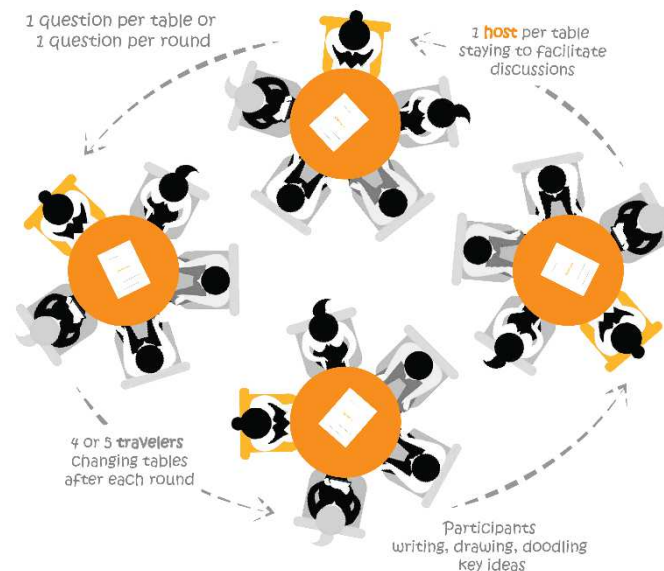 1 question per table or
1 question per round
1 host per table
staying to facilitate
discussions
4 or 5 travelers
changing tables
after each round
Participants
writing, drawing, doodling
key ideas